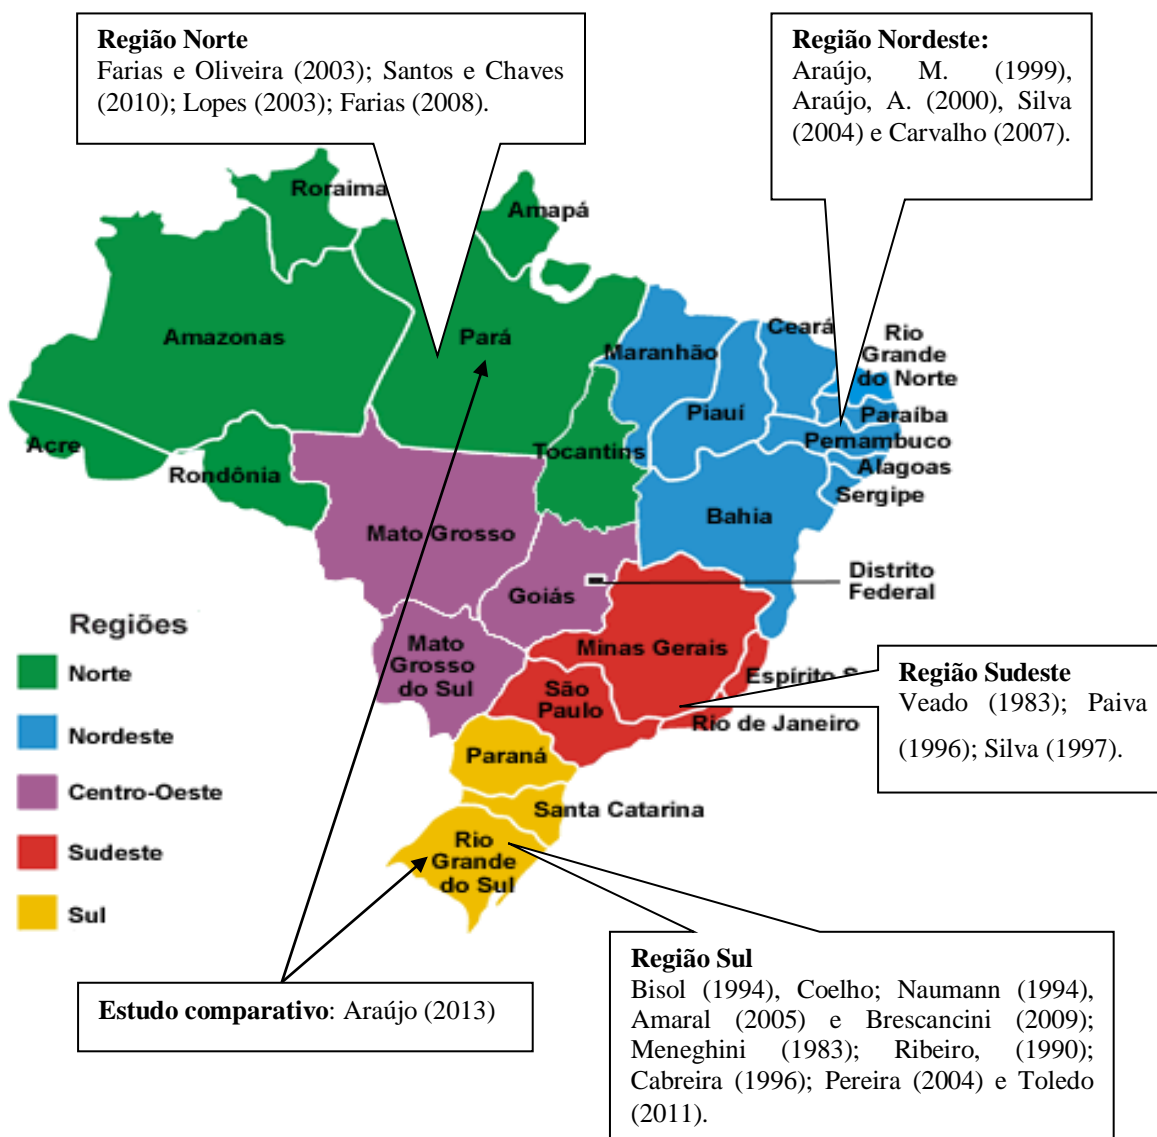 Região Norte
Farias e Oliveira (2003); Santos e Chaves
(2010); Lopes (2003); Farias (2008).
Região Nordeste:
Araújo, M. (1999),
Araújo, A. (2000), Silva
(2004) e Carvalho (2007).
Roraima
Amapá
Amazonas
Pará
Maranhão
Ceará
Rio
Grande
do Norte
Piauí
Paraíba
Pernambuco
Acre
Tocantins
Alagoas
Rondônia
Sergipe
Bahia
Mato Grosso
Goiás
Distrito
Federal
Regiões
Norte
Nordeste
Centro-Oeste
Sudeste
Sul
Mato
Grosso
do Sul
Minas Gerais
Espírito S
São
Paulo
Rio de Janeiro
Região Sudeste
Veado (1983); Paiva
(1996); Silva (1997).
Paraná
Santa Catarina
Rio
Grande
do Sul
Estudo comparativo: Araújo (2013)
Região Sul
Bisol (1994), Coelho; Naumann (1994),
Amaral (2005) e Brescancini (2009);
Meneghini (1983); Ribeiro, (1990);
Cabreira (1996); Pereira (2004) e Toledo
(2011).